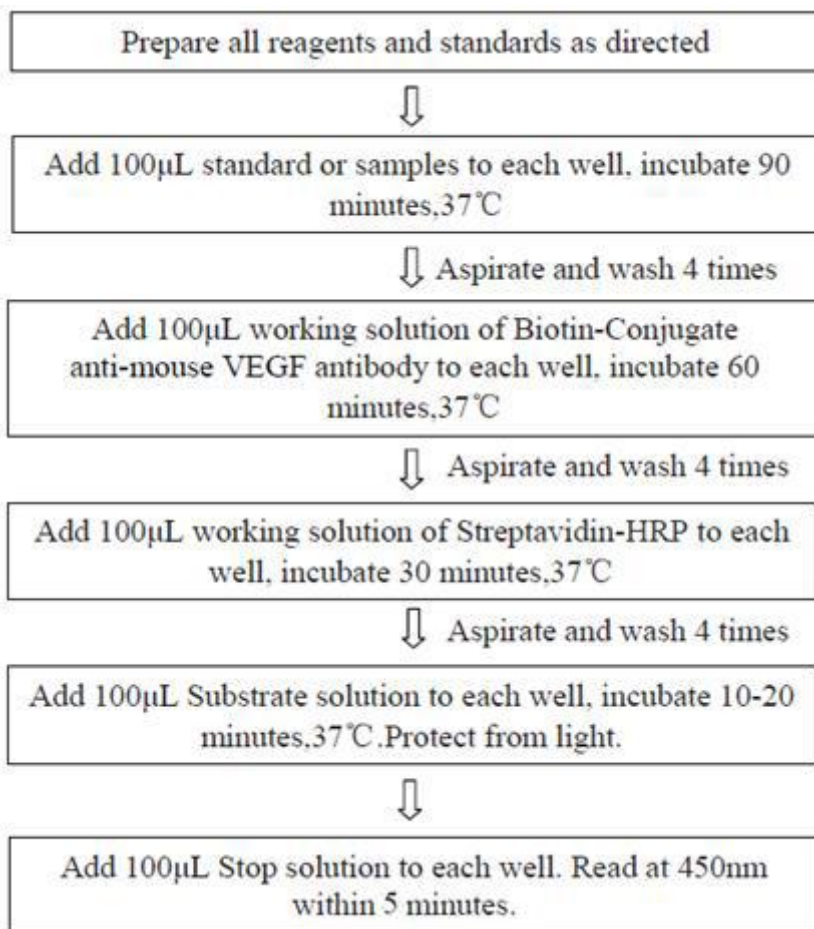 Prepare all reagents and standards as directed
Add 100μL standard or samples to each well, incubate 90
minutes,37℃
Aspirate and wash 4 times
Add 100μL working solution of Biotin-Conjugate
anti-mouse VEGF antibody to each well, incubate 60
minutes,37℃
Aspirate and wash 4 times
Add 100μL working solution of Streptavidin-HRP to each
well, incubate 30 minutes,37℃
Aspirate and wash 4 times
Add 100μL Substrate solution to each well, incubate 10-20
minutes,37℃.Protect from light.
Add 100μL Stop solution to each well. Read at 450nm
within 5 minutes.